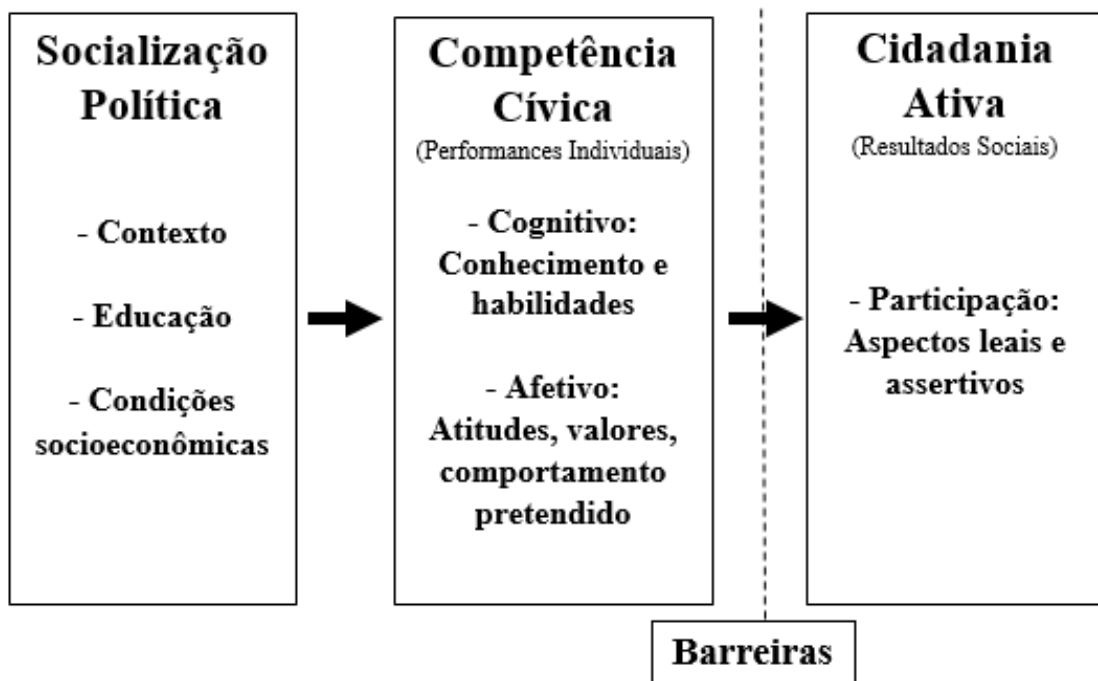 Socialização
Política
- Contexto
- Educação
- Condições
socioeconômicas
Competência
Cívica
(Performances Individuais)
- Cognitivo:
Conhecimento e
habilidades
- Afetivo:
Atitudes, valores,
comportamento
pretendido
Cidadania
Ativa
(Resultados Sociais)
- Participação:
Aspectos leais e
assertivos
Barreiras